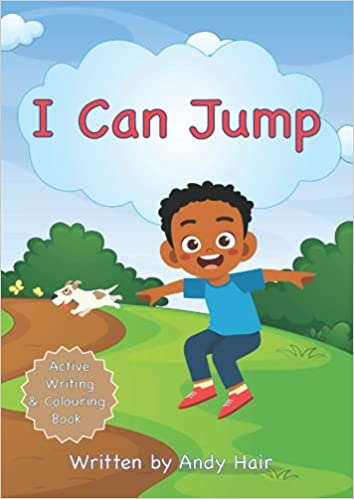 I Can Jump
Active
Writing
& Colouring
Book
Written by Andy Hair